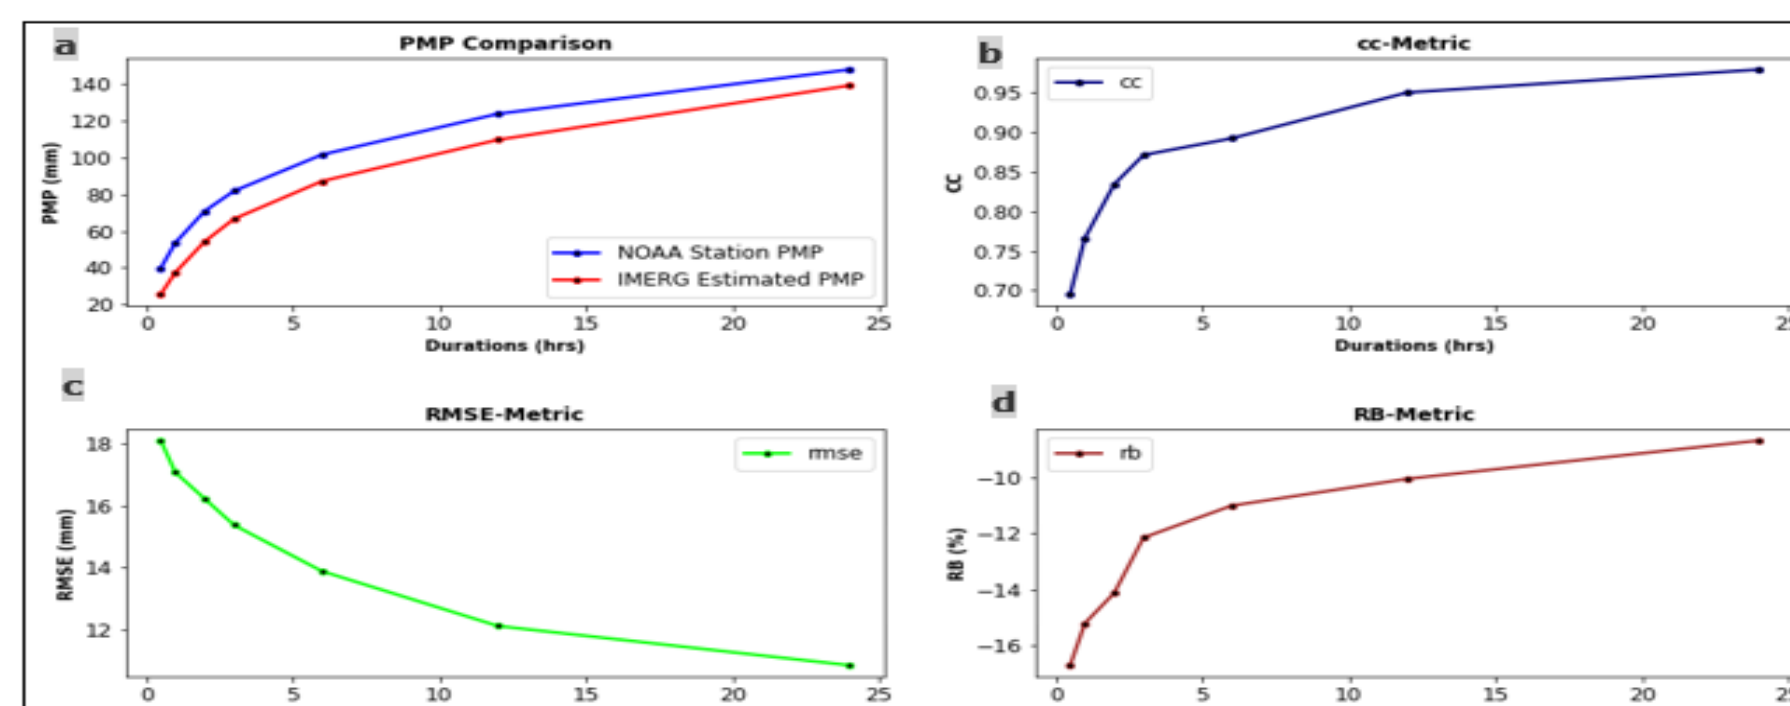 a
PMP Comparison
140
120
100
80
60
40
20
PMP (mm)
NOAA Station PMP
IMERG Estimated PMP
0 5 10 15 20 25
Durations (hrs)
b
cc-Metric
cc
0.95
0.90
0.85
0.80
0.75
0.70
CC
0 5 10 15 20
Durations (hrs)
c
RMSE-Metric
rmse
18
16
14
12
RMSE (mm)
0 5 10 15 20 25
d
RB-Metric
rb
−10
−12
−14
−16
RB (%)
0 5 10 15 20